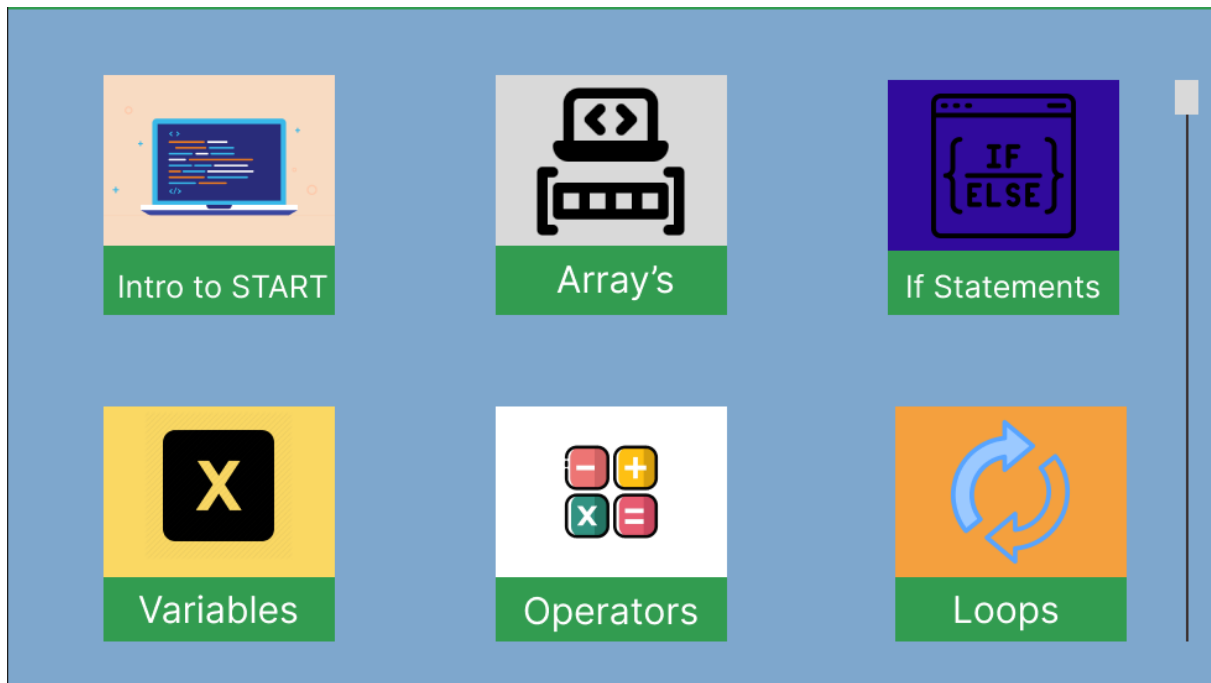 Intro to START
Array’s
IF
ELSE
If Statements
X
Variables
- +
x =
Operators
Loops